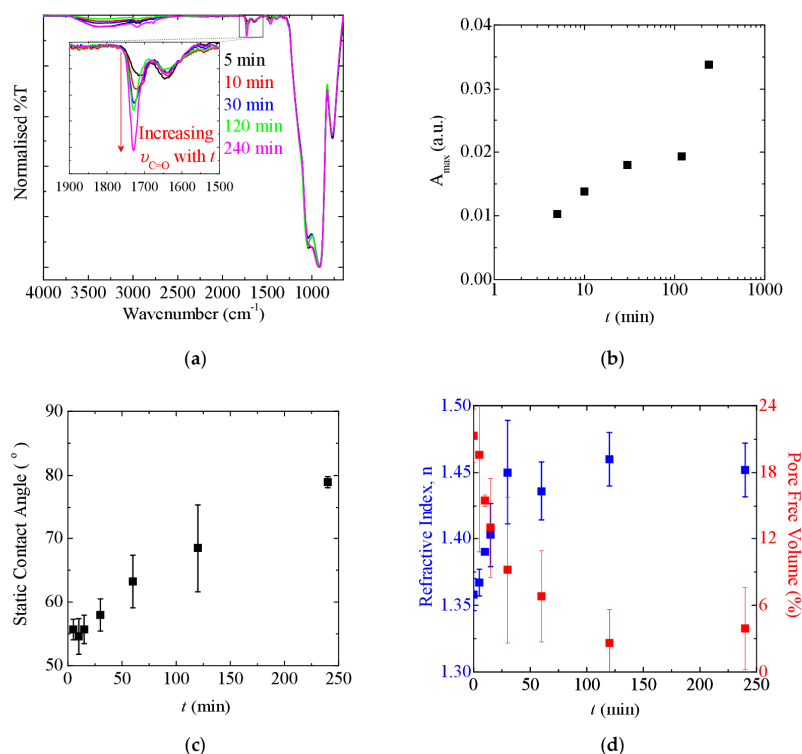 Normalised %T
1900 1800 1700 1600 1500
Increasing
υC=O with t
5 min
10 min
30 min
120 min
240 min
4000 3500 3000 2500 2000 1500 1000
Wavenumber (cm-1)
(a)
Amax (a.u.)
0.04
0.03
0.02
0.01
0.00
1 10 100 1000
t (min)
(b)
Static Contact Angle (°)
90
80
70
60
50
0 50 100 150 200 250
t (min)
(c)
Refractive Index, n
1.50
1.45
1.40
1.35
1.30
0 50 100 150 200 250
t (min)
24
18
12
6
0
Pore Free Volume (%)
(d)